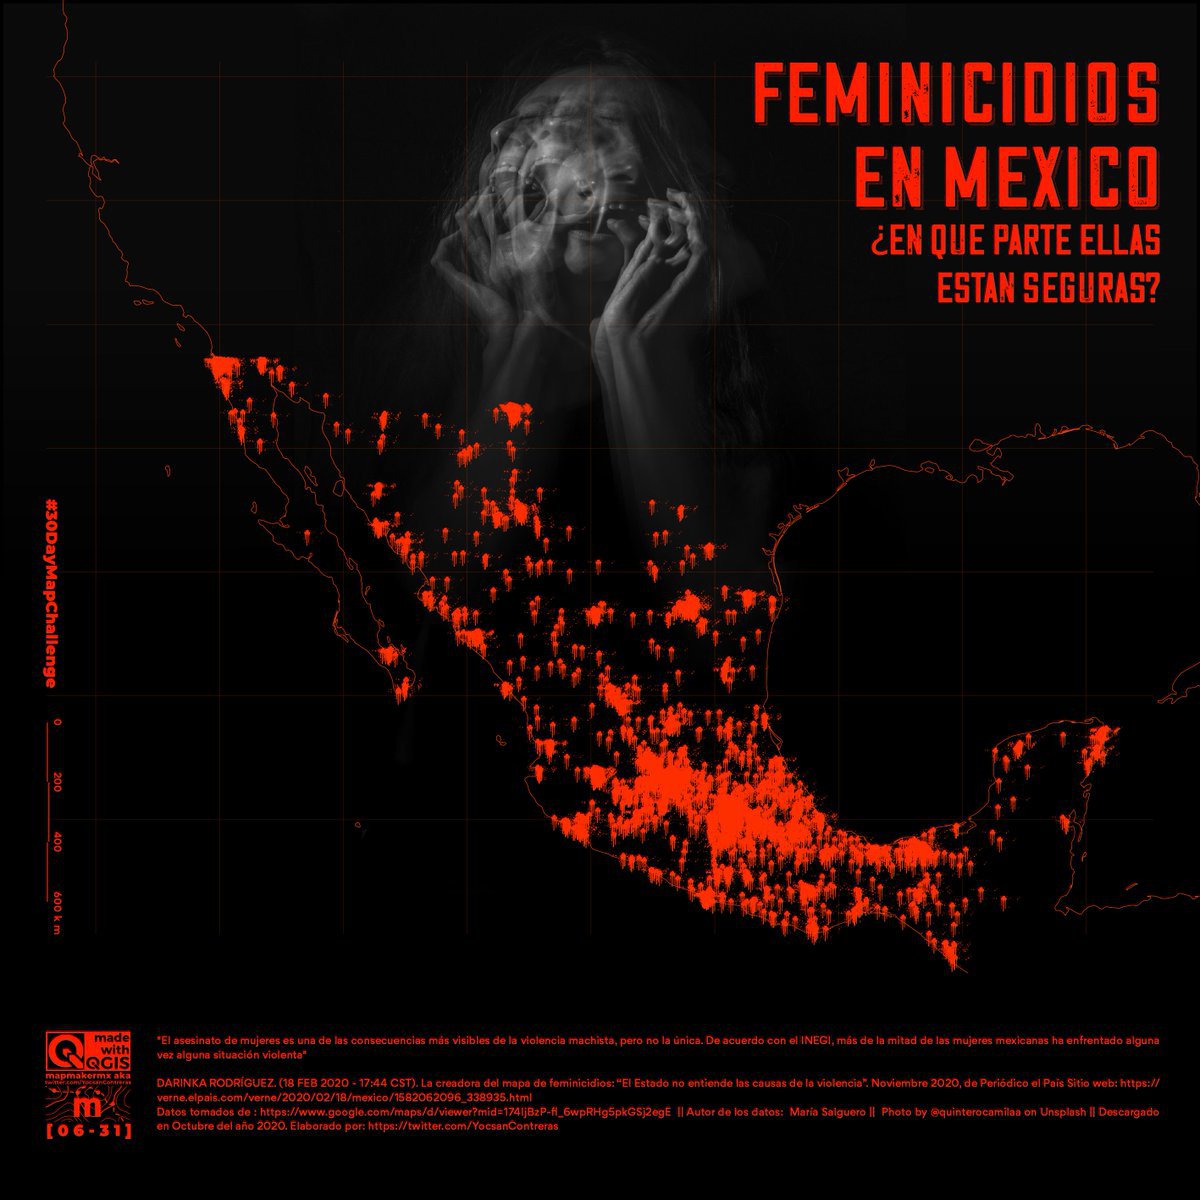 FEMINICIDIOS
EN MEXICO
¿EN QUE PARTE ELLAS
ESTAN SEGURAS?
#30DayMapChallenge
0 200 400 600 km
made
with
QGIS
mapmakermx aka
twitter.com/YocsanContreras
m
[06-31]
"El asesinato de mujeres es una de las consecuencias más visibles de la violencia machista, pero no la única. De acuerdo con el INEGI, más de la mitad de las mujeres mexicanas ha enfrentado alguna
vez alguna situación violenta"
DARINKA RODRÍGUEZ. (18 FEB 2020 - 17:44 CST). La creadora del mapa de feminicidios: “El Estado no entiende las causas de la violencia”. Noviembre 2020, de Periódico el País Sitio web: https://
verne.elpais.com/verne/2020/02/18/mexico/1582062096_338935.html
Datos tomados de : https://www.google.com/maps/d/viewer?mid=174IjBzP-fl_6wpRHg5pkGSj2egE || Autor de los datos: María Salguero || Photo by @quinterocamilaa on Unsplash || Descargado
en Octubre del año 2020. Elaborado por: https://twitter.com/YocsanContreras